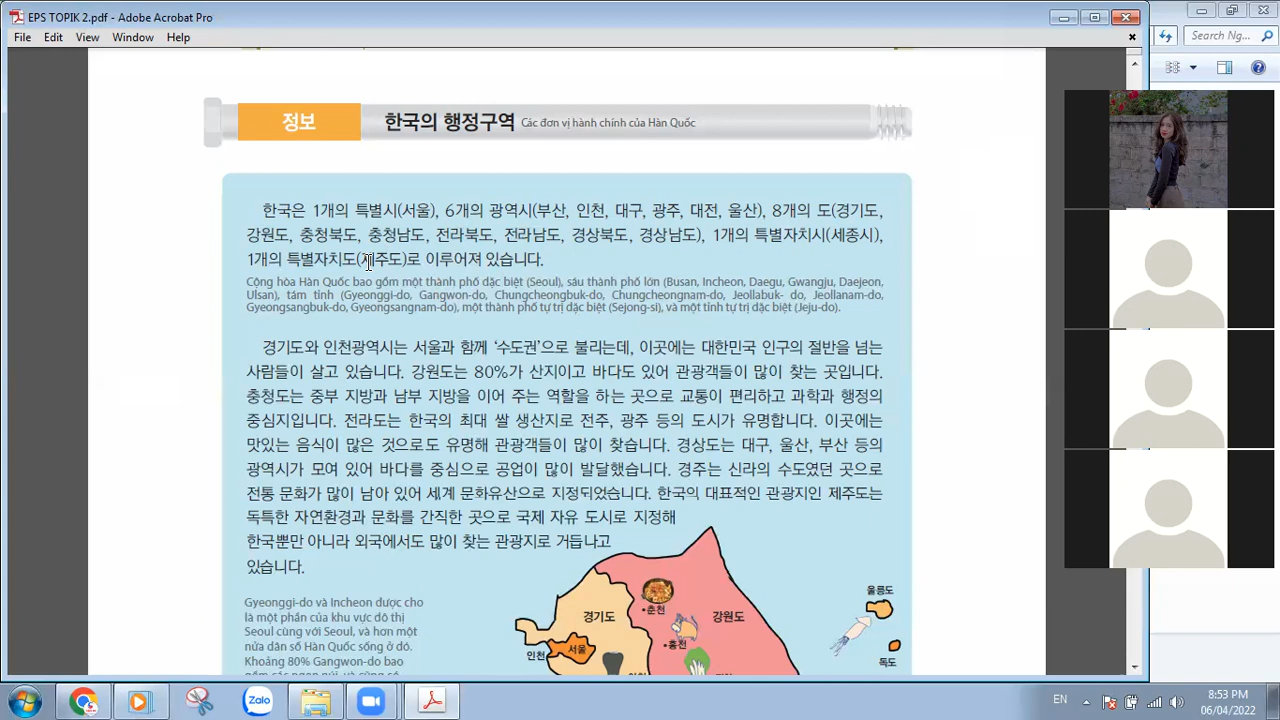 EPS TOPIK 2.pdf - Adobe Acrobat Pro
File Edit View Window Help
Search Ng...
정보
한국의 행정구역 Các đơn vị hành chính của Hàn Quốc
한국은 1개의 특별시(서울), 6개의 광역시(부산, 인천, 대구, 광주, 대전, 울산), 8개의 도(경기도,
강원도, 충청북도, 충청남도, 전라북도, 전라남도, 경상북도, 경상남도), 1개의 특별자치시(세종시),
1개의 특별자치도(제주도)로 이루어져 있습니다.
Cộng hòa Hàn Quốc bao gồm một thành phố đặc biệt (Seoul), sáu thành phố lớn (Busan, Incheon, Daegu, Gwangju, Daejeon,
Ulsan), tám tỉnh (Gyeonggi-do, Gangwon-do, Chungcheongbuk-do, Chungcheongnam-do, Jeollabuk- do, Jeollanam-do,
Gyeongsangbuk-do, Gyeongsangnam-do), một thành phố tự trị đặc biệt (Sejong-si), và một tỉnh tự trị đặc biệt (Jeju-do).
경기도와 인천광역시는 서울과 함께 ‘수도권’으로 불리는데, 이곳에는 대한민국 인구의 절반을 넘는
사람들이 살고 있습니다. 강원도는 80%가 산지이고 바다도 있어 관광객들이 많이 찾는 곳입니다.
충청도는 중부 지방과 남부 지방을 이어 주는 역할을 하는 곳으로 교통이 편리하고 과학과 행정의
중심지입니다. 전라도는 한국의 최대 쌀 생산지로 전주, 광주 등의 도시가 유명합니다. 이곳에는
맛있는 음식이 많은 것으로도 유명해 관광객들이 많이 찾습니다. 경상도는 대구, 울산, 부산 등의
광역시가 모여 있어 바다를 중심으로 공업이 많이 발달했습니다. 경주는 신라의 수도였던 곳으로
전통 문화가 많이 남아 있어 세계 문화유산으로 지정되었습니다. 한국의 대표적인 관광지인 제주도는
독특한 자연환경과 문화를 간직한 곳으로 국제 자유 도시로 지정해
한국뿐만 아니라 외국에서도 많이 찾는 관광지로 거듭나고
있습니다.
Gyeonggi-do và Incheon được cho
là một phần của khu vực đô thị
Seoul cùng với Seoul, và hơn một
nửa dân số Hàn Quốc sống ở đó.
Khoảng 80% Gangwon-do bao
경기도
서울
인천
춘천
강원도
홍천
울릉도
독도
Zalo
EN
8:53 PM
06/04/2022